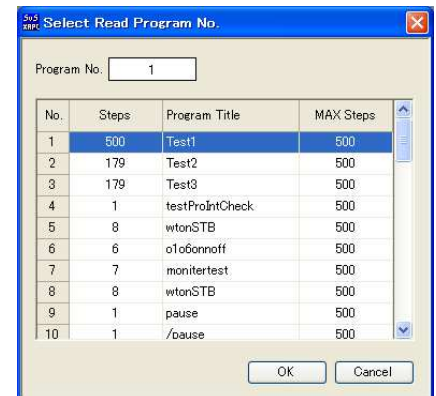 SuS XAPC Select Read Program No.
Program No. 1
No. Steps Program Title MAX Steps
1 500 Test1 500
2 179 Test2 500
3 179 Test3 500
4 1 testProIntCheck 500
5 8 wtonSTB 500
6 6 o1o6onnoff 500
7 7 monitertest 500
8 8 wtonSTB 500
9 1 pause 500
10 1 /pause 500
OK Cancel